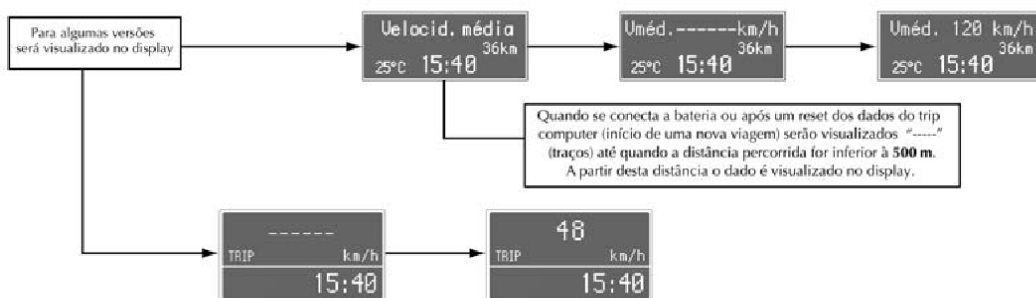 Para algumas versões
será visualizado no display
Velocid. média
36km
25°C 15:40
Vméd.------km/h
36km
25°C 15:40
Vméd. 120 km/h
36km
25°C 15:40
Quando se conecta a bateria ou após um reset dos dados do trip
computer (início de uma nova viagem) serão visualizados "-----"
(traços) até quando a distância percorrida for inferior à 500 m.
A partir desta distância o dado é visualizado no display.
------
TRIP km/h
15:40
48
TRIP km/h
15:40